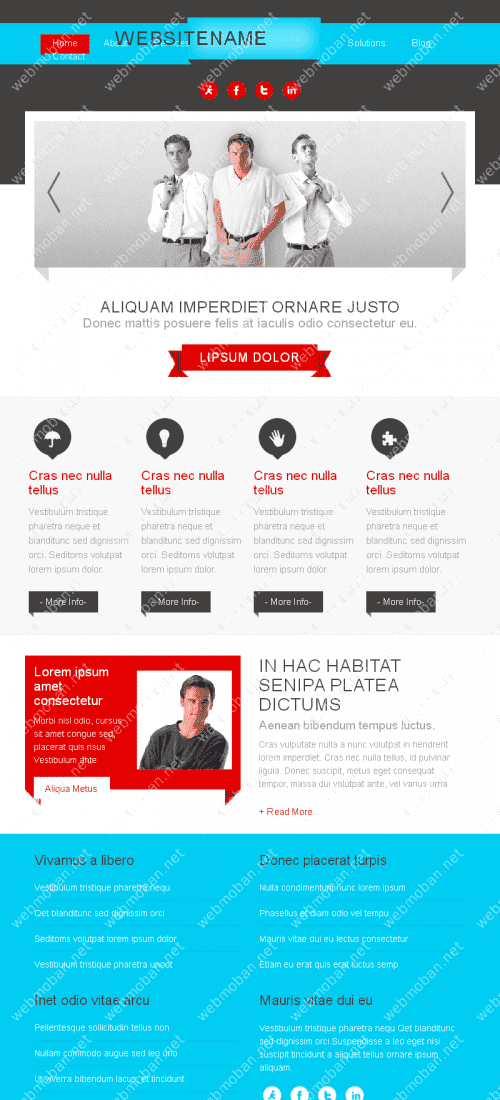 WEBSITENAME
Home
Solutions
Blog
Contact
ALIQUAM IMPERDIET ORNARE JUSTO
Donec mattis posuere felis at iaculis odio consectetur eu.
LIPSUM DOLOR
Cras nec nulla
tellus
Vestibulum tristique
pharetra neque et
blanditunc sed dignissim
orci. Seditoms volutpat
lorem ipsum dolor.
- More Info-
Cras nec nulla
tellus
Vestibulum tristique
pharetra neque et
blanditunc sed dignissim
orci. Seditoms volutpat
lorem ipsum dolor.
- More Info-
Cras nec nulla
tellus
Vestibulum tristique
pharetra neque et
blanditunc sed dignissim
orci. Seditoms volutpat
lorem ipsum dolor.
- More Info-
Cras nec nulla
tellus
Vestibulum tristique
pharetra neque et
blanditunc sed dignissim
orci. Seditoms volutpat
lorem ipsum dolor.
- More Info-
Lorem ipsum
amet
consectetur
Morbi nisl odio, cursus
sit amet congue sed
placerat quis risus
Vestibulum ante
Aliqua Metus
IN HAC HABITAT
SENIPA PLATEA
DICTUMS
Aenean bibendum tempus luctus.
Cras vulputate nulla a nunc volutpat in hendrerit
lorem imperdiet. Cras nec nulla tellus, id pulvinar
ligula. Donec suscipit, metus eget consequat
tempor, massa dui volutpat ante, vel varius urna
+ Read More
Vivamus a libero
Vestibulum tristique pharetra nequ
Qet blanditunc sed dignissim orci
Seditoms volutpat lorem ipsum dolor
Vestibulum tristique pharetra uncot
Donec placerat turpis
Nulla condimentum nunc lorem ipsum
Phasellus et diam odio vel tempu
Mauris vitae dui eu lectus consectetur
Etiam eu erat quis erat luctus semp
Inet odio vitae arcu
Pellentesque sollicitudin tellus non
Nullam commodo augue sed leo uno
Ut viverra bibendum lacus, et tincidunt
Mauris vitae dui eu
Vestibulum tristique pharetra nequ Qet blanditunc
sed dignissim orci Suspendisse a leo eget nisi
suscipit tincidunt a aliquet tellus ornare ipsum
aliquam.
webmoban.net